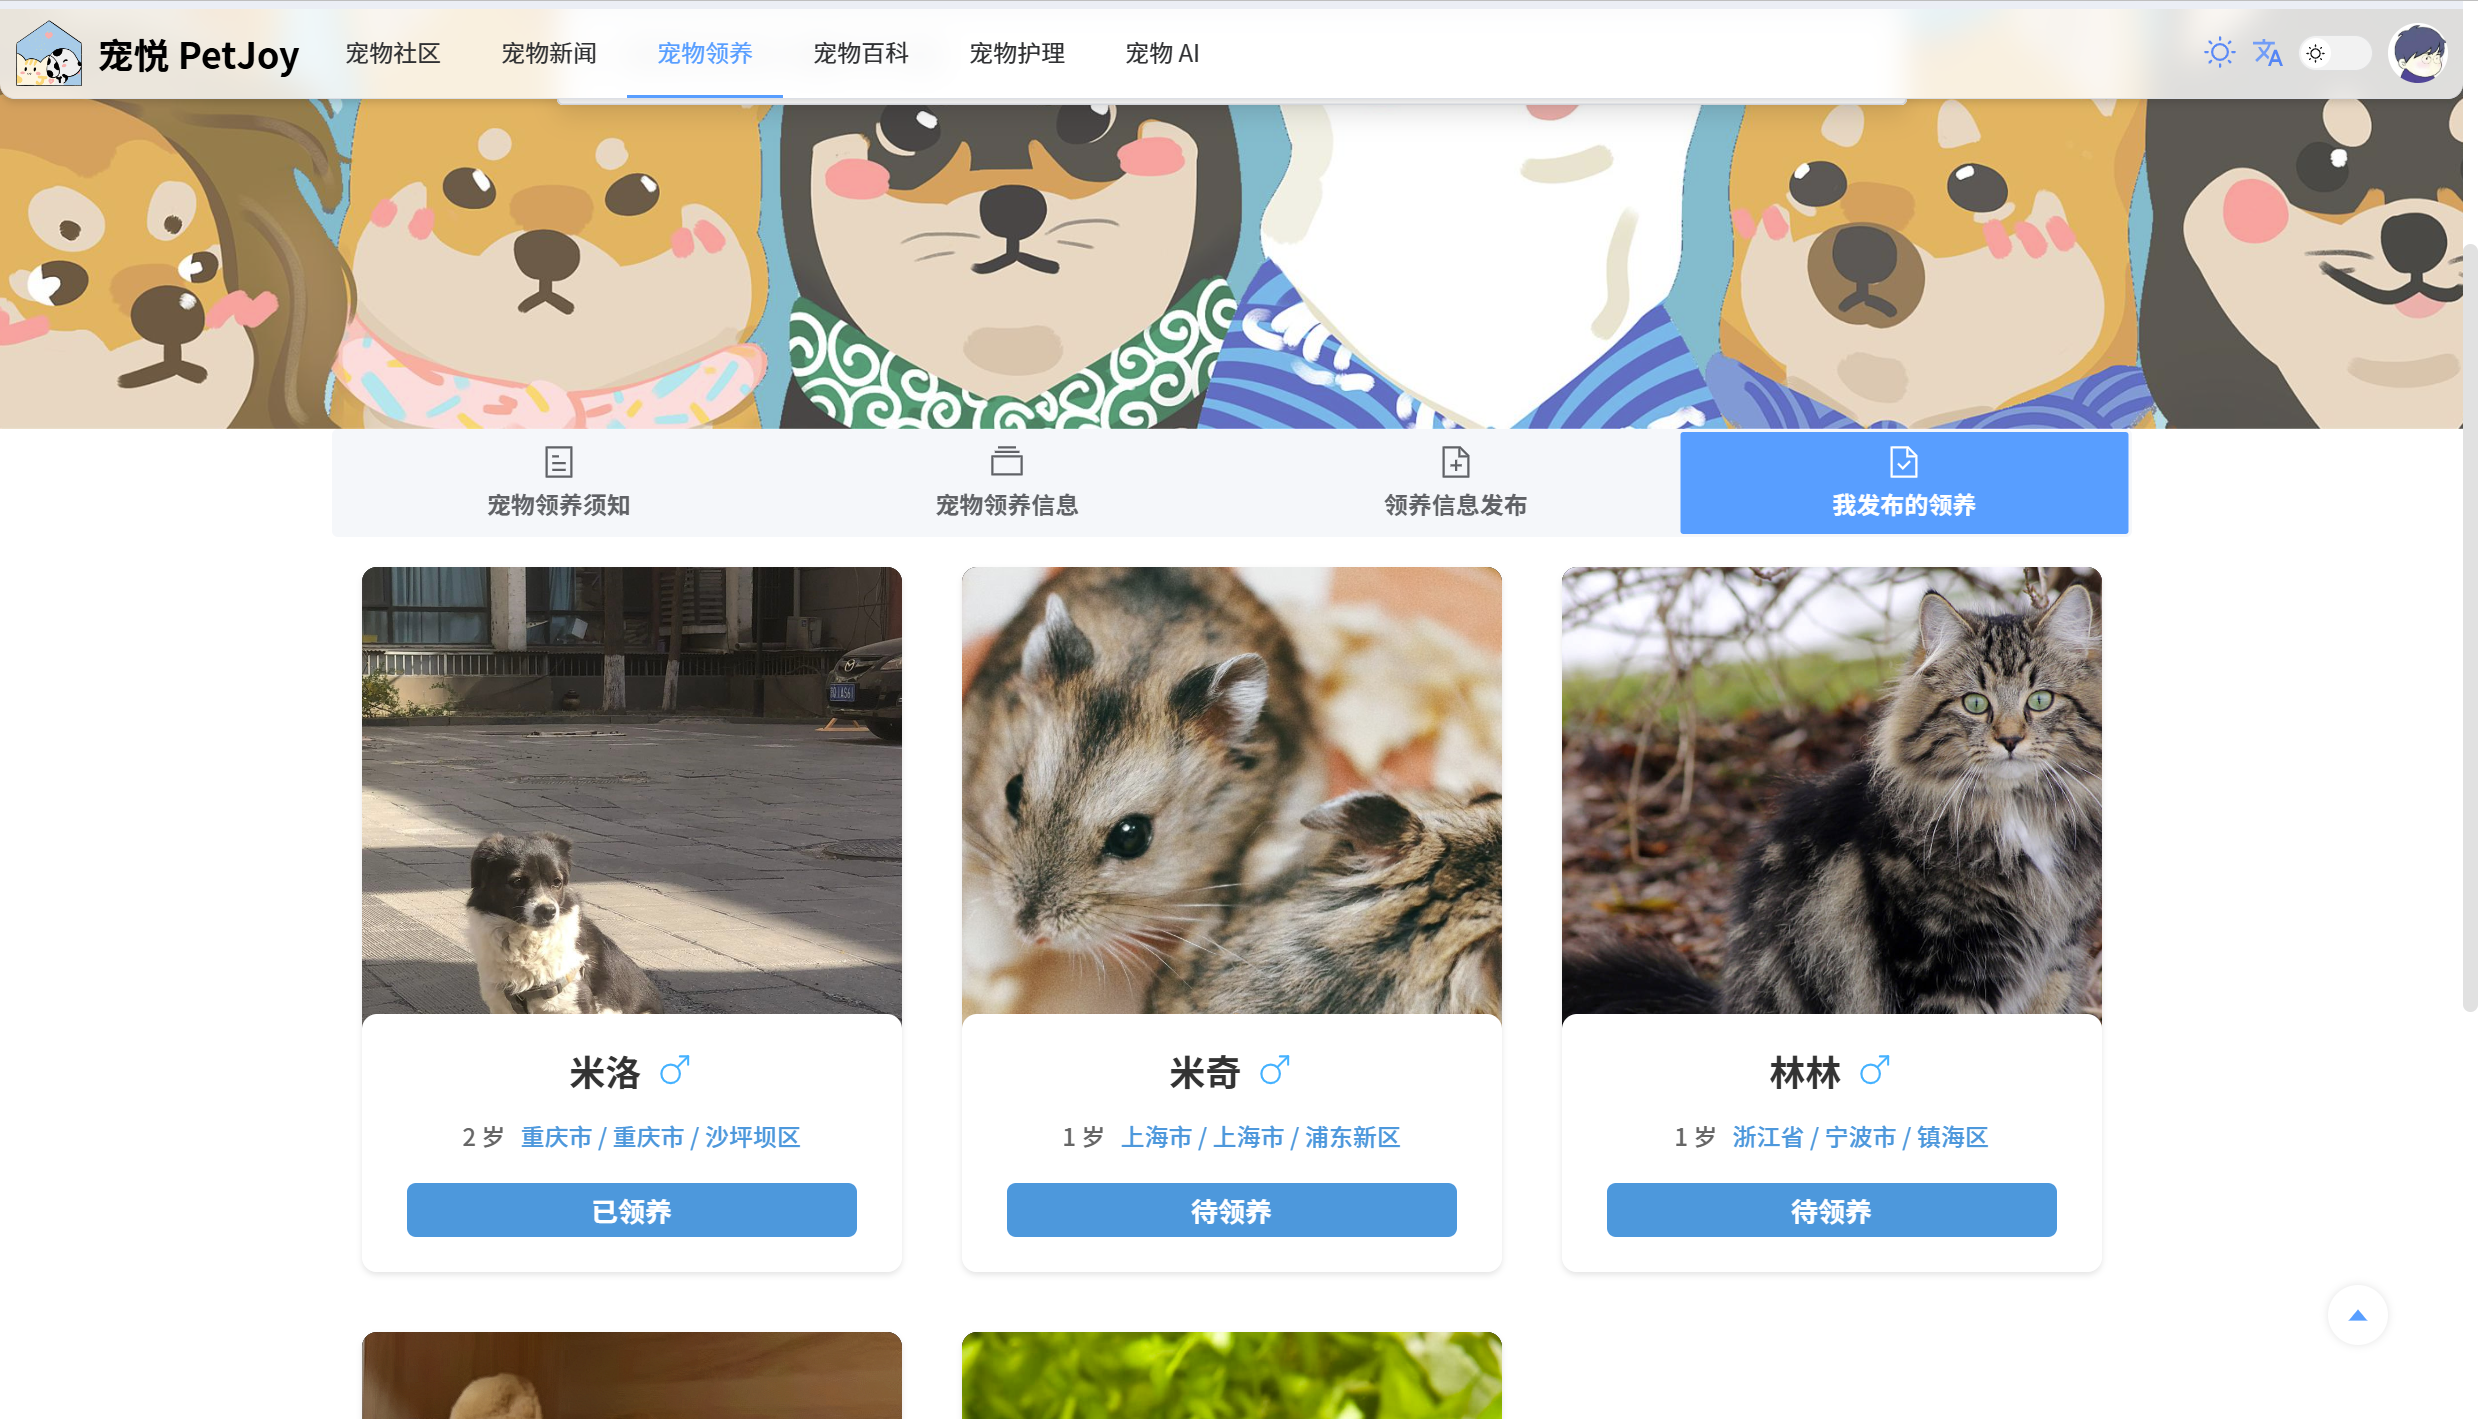 宠悦 PetJoy
宠物社区
宠物新闻
宠物领养
宠物百科
宠物护理
宠物 AI
宠物领养须知
宠物领养信息
领养信息发布
我发布的领养
米洛
2 岁 重庆市 / 重庆市 / 沙坪坝区
已领养
米奇
1 岁 上海市 / 上海市 / 浦东新区
待领养
林林
1 岁 浙江省 / 宁波市 / 镇海区
待领养